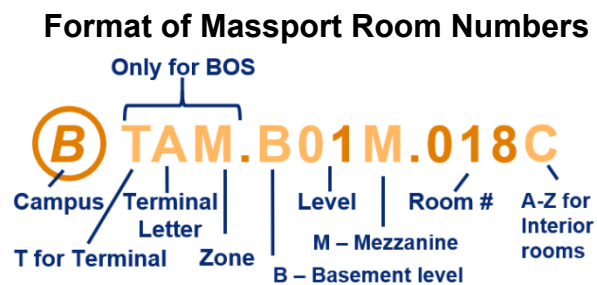 Format of Massport Room Numbers
Only for BOS
B TAM.B01M.018C
Campus Terminal Letter Level Room # A-Z for Interior rooms
T for Terminal Zone M – Mezzanine
B – Basement level